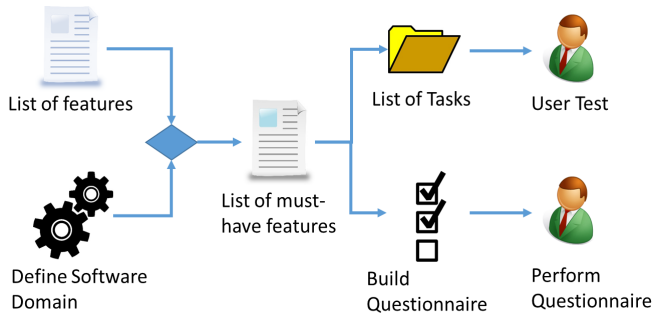 List of features
List of Tasks
User Test
List of must-
have features
Define Software
Domain
Build
Questionnaire
Perform
Questionnaire